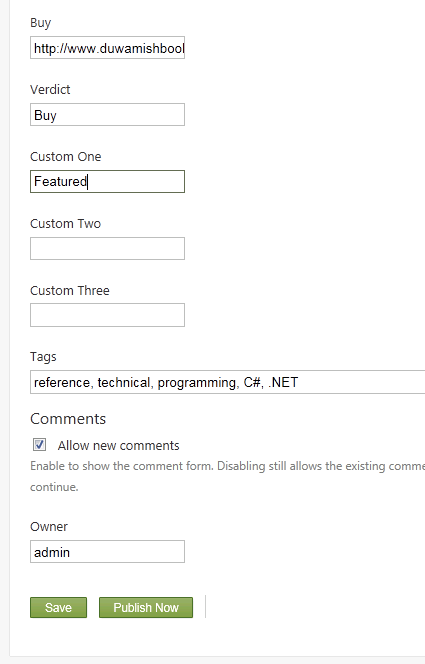 Buy
http://www.duwamishbool
Verdict
Buy
Custom One
Featured
Custom Two
Custom Three
Tags
reference, technical, programming, C#, .NET
Comments
Allow new comments
Enable to show the comment form. Disabling still allows the existing comme
continue.
Owner
admin
Save
Publish Now